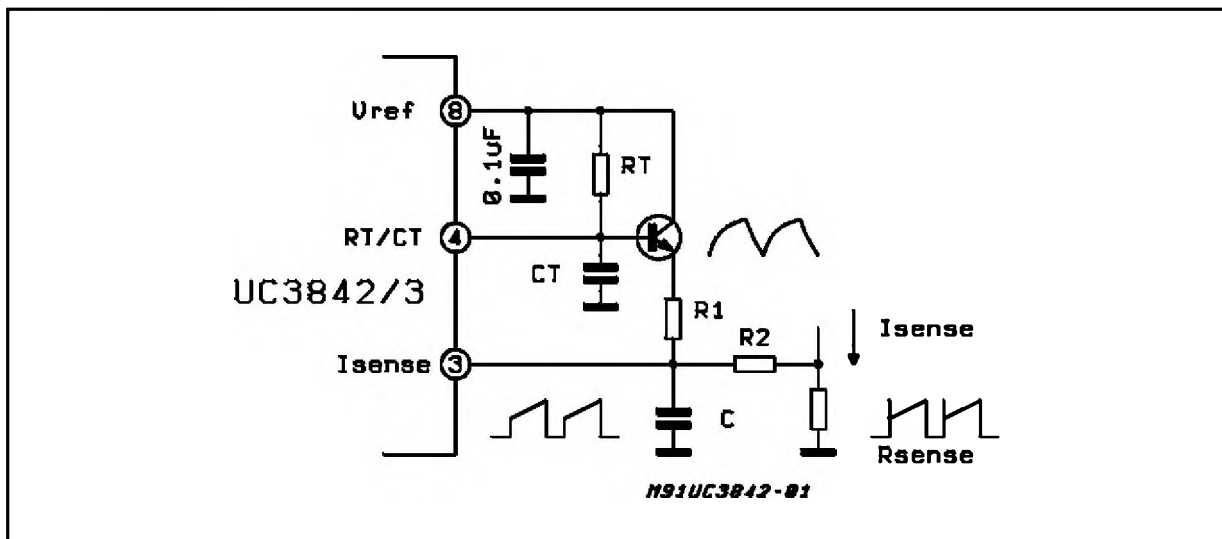 Vref
8
0.1uF
RT
RT/CT
4
CT
UC3842/3
R1
R2
Isense
Isense
3
C
Rsense
M91UC3842-01